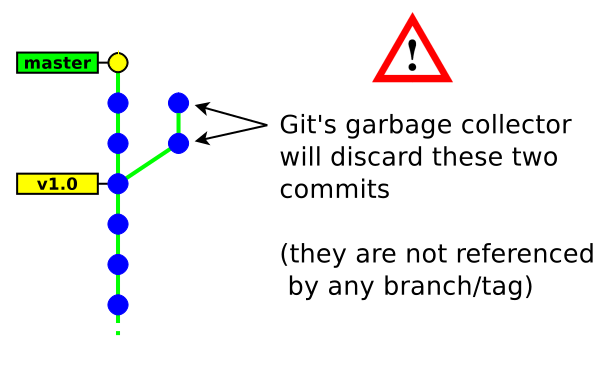 master
!
Git's garbage collector
will discard these two
commits
v1.0
(they are not referenced
by any branch/tag)